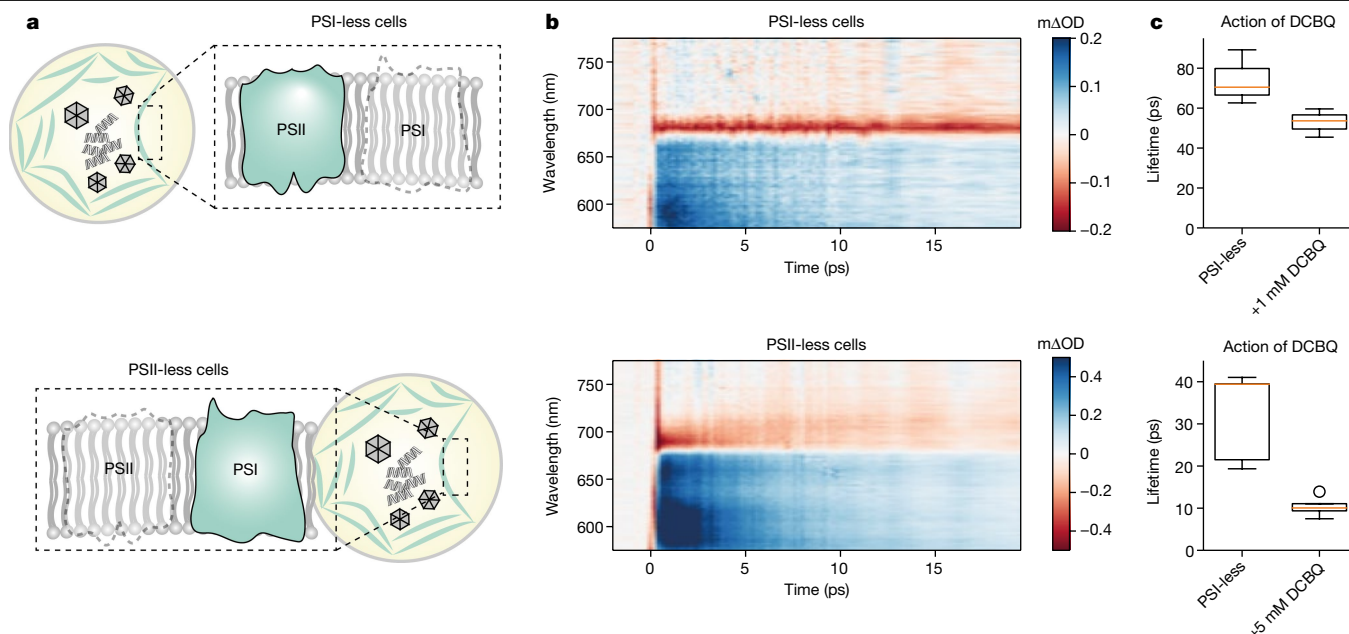 a
PSI-less cells
PSII
PSI
PSII-less cells
PSII
PSI
b
PSI-less cells
mΔOD
Wavelength (nm)
750
700
650
600
0
5
10
15
Time (ps)
0.2
0.1
0
−0.1
−0.2
PSII-less cells
mΔOD
Wavelength (nm)
750
700
650
600
0
5
10
15
Time (ps)
0.4
0.2
0
−0.2
−0.4
c
Action of DCBQ
Lifetime (ps)
80
60
40
20
0
PSI-less
+1 mM DCBQ
Action of DCBQ
Lifetime (ps)
40
30
20
10
0
PSI-less
5 mM DCBQ